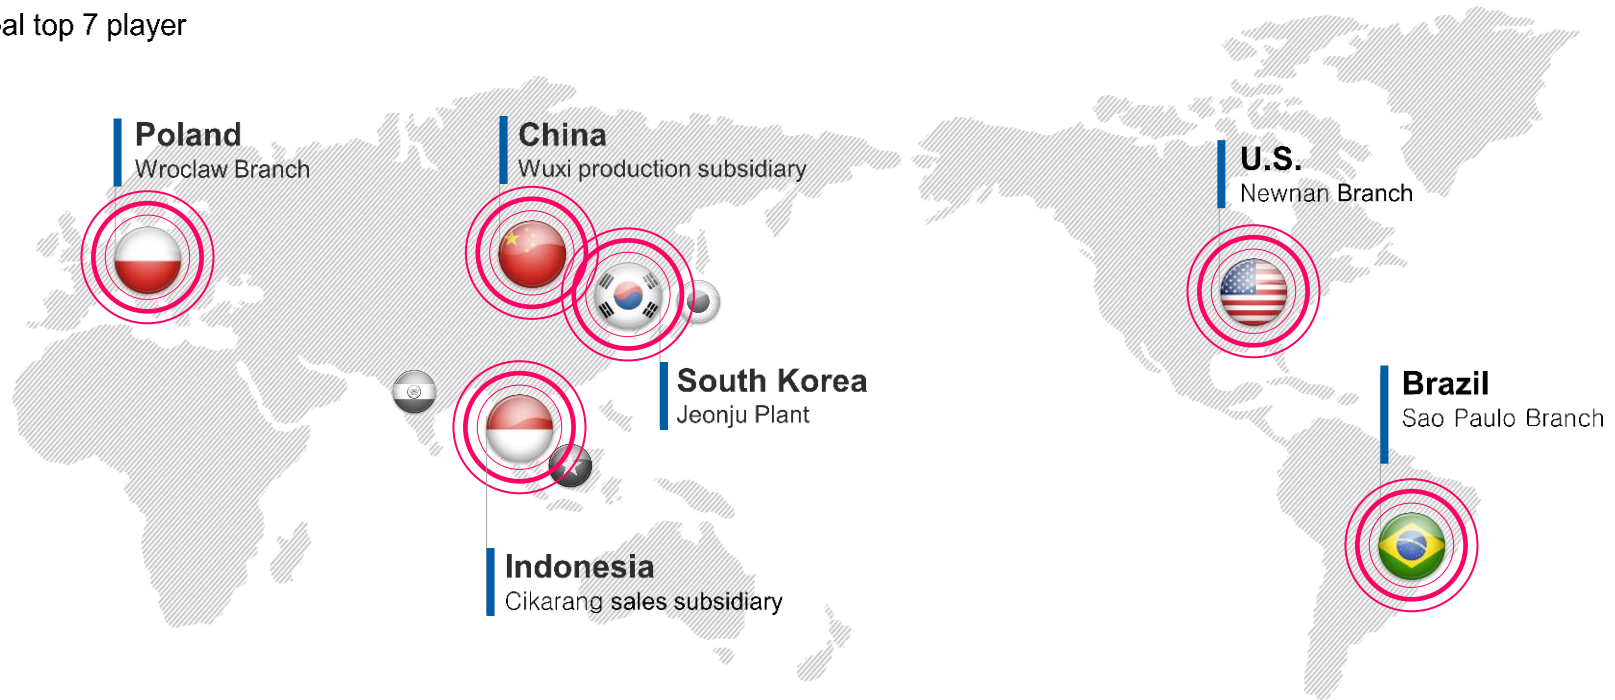 al top 7 player
Poland
Wroclaw Branch
China
Wuxi production subsidiary
U.S.
Newnan Branch
South Korea
Jeonju Plant
Brazil
Sao Paulo Branch
Indonesia
Cikarang sales subsidiary